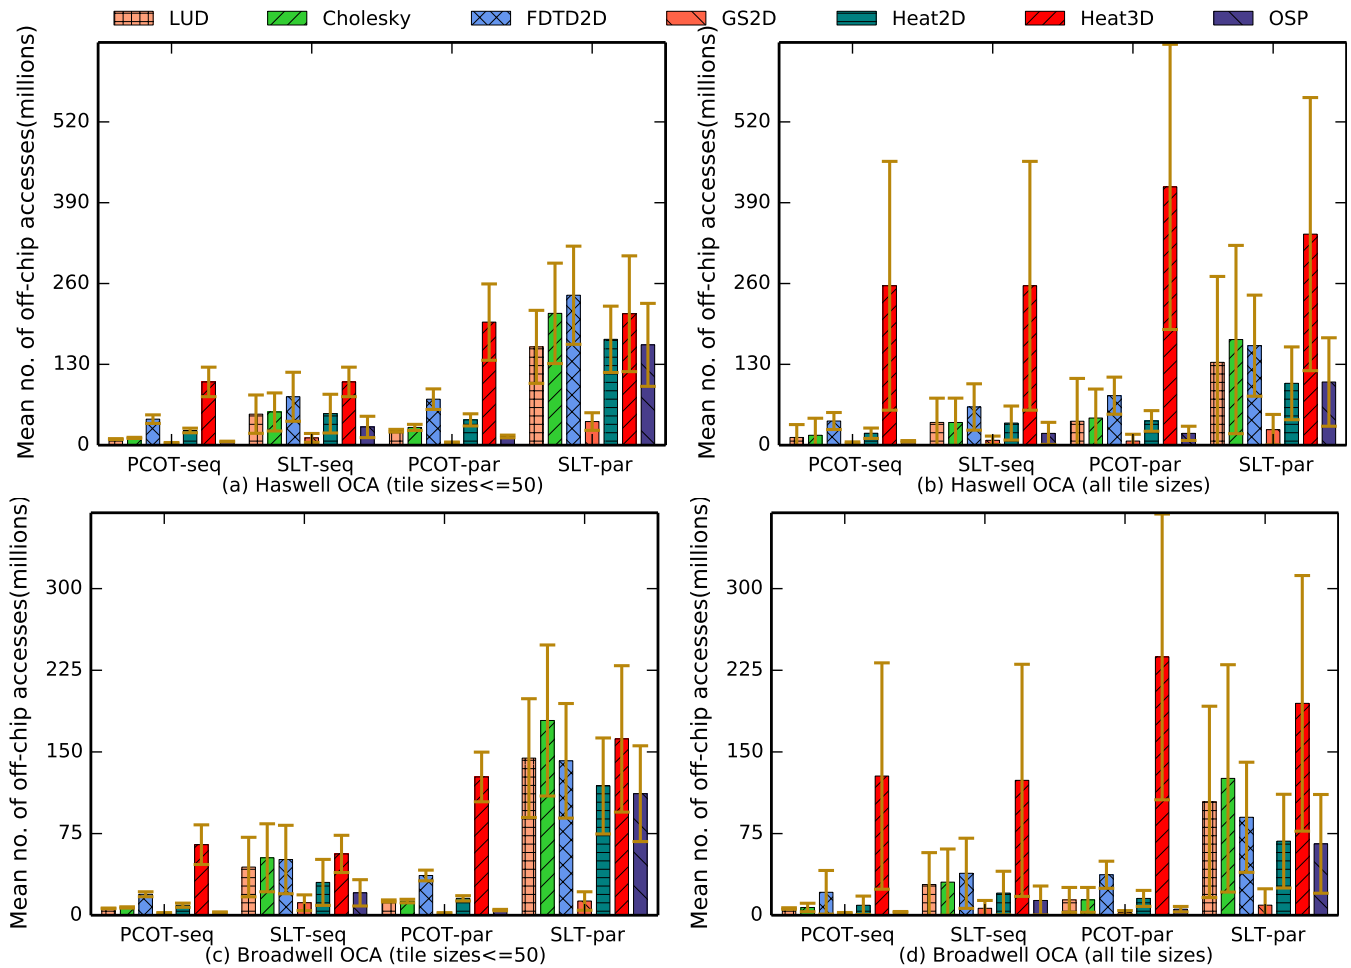 LUD Cholesky FDTD2D GS2D Heat2D Heat3D OSP
Mean no. of off-chip accesses(millions)
520
390
260
130
0
PCOT-seq SLT-seq PCOT-par SLT-par
(a) Haswell OCA (tile sizes<=50)
Mean no. of off-chip accesses(millions)
520
390
260
130
0
PCOT-seq SLT-seq PCOT-par SLT-par
(b) Haswell OCA (all tile sizes)
Mean no. of off-chip accesses(millions)
300
225
150
75
0
PCOT-seq SLT-seq PCOT-par SLT-par
(c) Broadwell OCA (tile sizes<=50)
Mean no. of off-chip accesses(millions)
300
225
150
75
0
PCOT-seq SLT-seq PCOT-par SLT-par
(d) Broadwell OCA (all tile sizes)